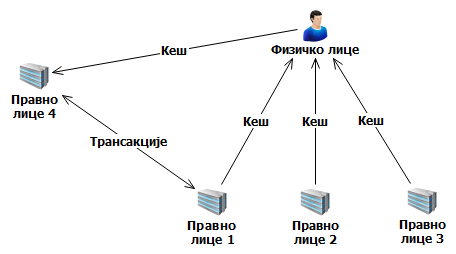 Физичко лице
Кеш
Правно
лице 4
Трансакције
Кеш
Кеш
Кеш
Правно
лице 1
Правно
лице 2
Правно
лице 3